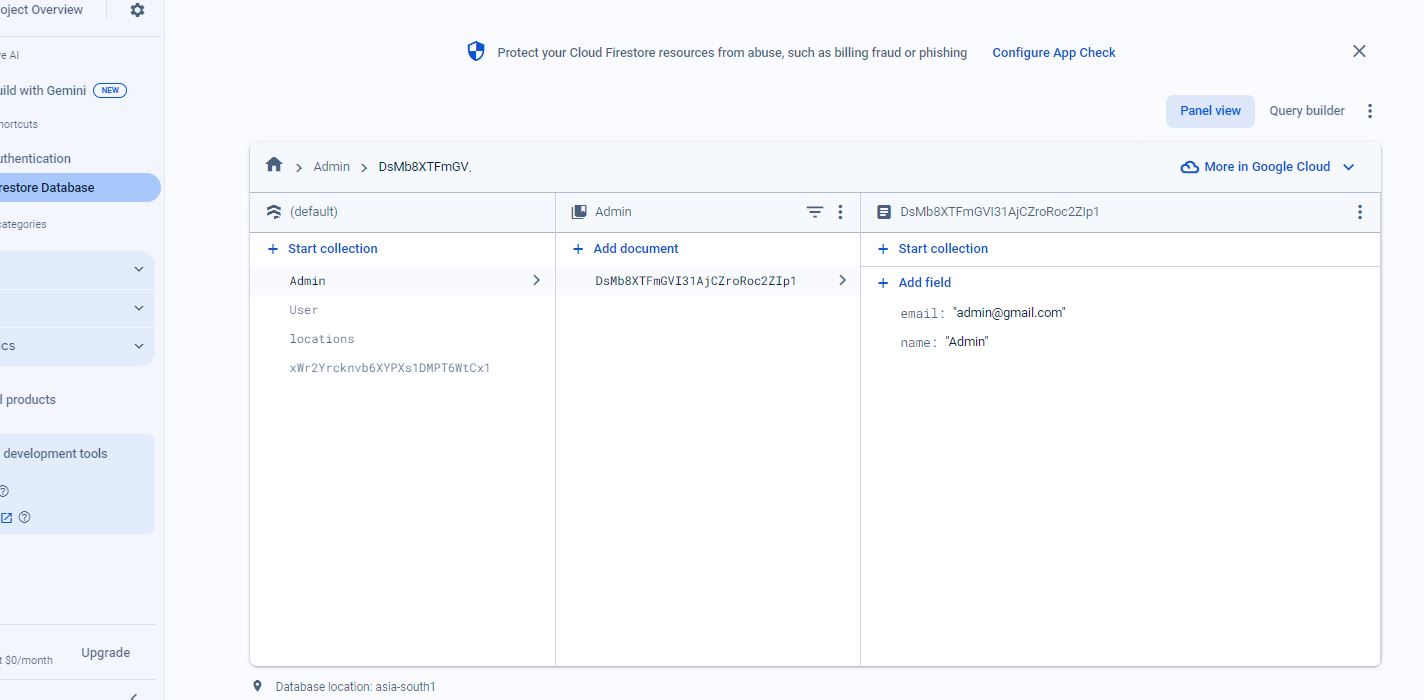 oject Overview
ve AI
uild with Gemini NEW
hortcuts
uthentication
restore Database
categories
cs
l products
development tools
t $0/month Upgrade
Protect your Cloud Firestore resources from abuse, such as billing fraud or phishing Configure App Check
Panel view Query builder
Admin DsMb8XTFmGV. More in Google Cloud
(default)
Start collection
Admin
User
locations
xWr2Yrcknvb6XYPXs1DMPT6WtCx1
Admin
Add document
DsMb8XTFmGVI31AjCZroRoc2ZIp1
DsMb8XTFmGVI31AjCZroRoc2ZIp1
Start collection
Add field
email: "admin@gmail.com"
name: "Admin"
Database location: asia-south1